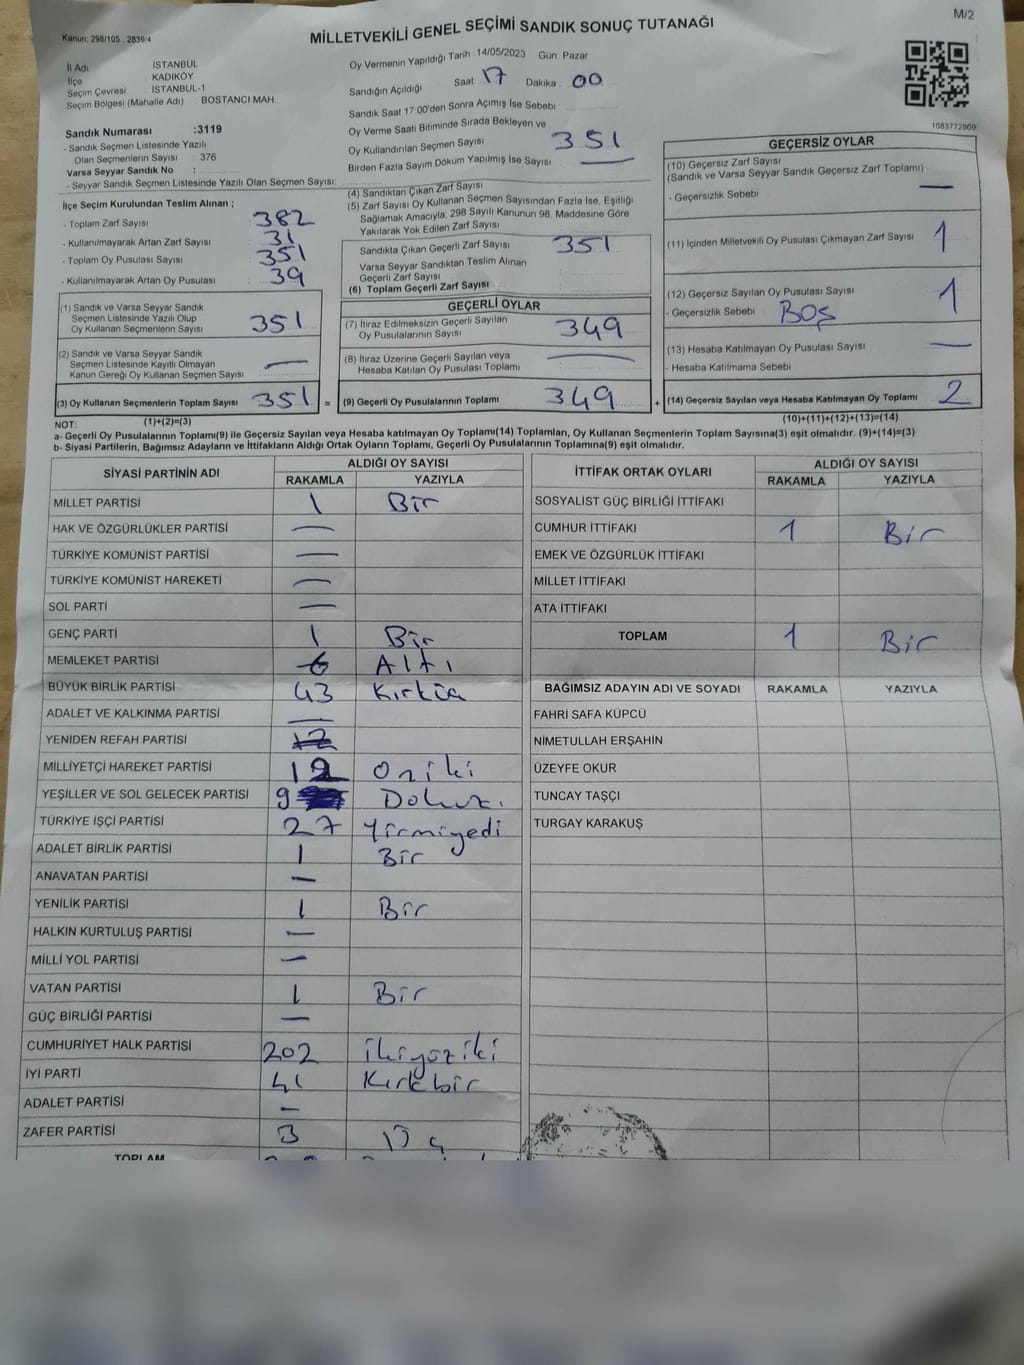 M/2
Kanun: 298/105 , 2839/4
MİLLETVEKİLİ GENEL SEÇİMİ SANDIK SONUÇ TUTANAĞI
İl Adı İSTANBUL
İlçe KADIKÖY
Seçim Çevresi İSTANBUL-1
Seçim Bölgesi (Mahalle Adı) BOSTANCI MAH.
Sandık Numarası :3119
- Sandık Seçmen Listesinde Yazılı
Olan Seçmenlerin Sayısı : 376
Varsa Seyyar Sandık No :
- Seyyar Sandık Seçmen Listesinde Yazılı Olan Seçmen Sayısı:
İlçe Seçim Kurulundan Teslim Alınan ;
- Toplam Zarf Sayısı : 382
- Kullanılmayarak Artan Zarf Sayısı : 31
- Toplam Oy Pusulası Sayısı : 351
- Kullanılmayarak Artan Oy Pusulası : 39
(1) Sandık ve Varsa Seyyar Sandık
Seçmen Listesinde Yazılı Olup
Oy Kullanan Seçmenlerin Sayısı 351
(2) Sandık ve Varsa Seyyar Sandık
Seçmen Listesinde Kayıtlı Olmayan
Kanun Gereği Oy Kullanan Seçmen Sayısı —
(3) Oy Kullanan Seçmenlerin Toplam Sayısı 351 =
(1)+(2)=(3)
Oy Vermenin Yapıldığı Tarih : 14/05/2023 Gün: Pazar
Sandığın Açıldığı Saat : 17 Dakika : 00
Sandık Saat 17:00'den Sonra Açımış İse Sebebi :
Oy Verme Saati Bitiminde Sırada Bekleyen ve
Oy Kullandırılan Seçmen Sayısı 351
Birden Fazla Sayım Döküm Yapılmış İse Sayısı —
(4) Sandıktan Çıkan Zarf Sayısı
(5) Zarf Sayısı Oy Kullanan Seçmen Sayısından Fazla İse, Eşitliği
Sağlamak Amacıyla, 298 Sayılı Kanunun 98. Maddesine Göre
Yakılarak Yok Edilen Zarf Sayısı
Sandıkta Çıkan Geçerli Zarf Sayısı 351
Varsa Seyyar Sandıktan Teslim Alınan
Geçerli Zarf Sayısı
(6) Toplam Geçerli Zarf Sayısı
GEÇERLİ OYLAR
(7) İtiraz Edilmeksizin Geçerli Sayılan
Oy Pusulalarının Sayısı 349
(8) İtiraz Üzerine Geçerli Sayılan veya
Hesaba Katılan Oy Pusulası Toplamı —
(9) Geçerli Oy Pusulalarının Toplamı 349 +
1083772909
GEÇERSİZ OYLAR
(10) Geçersiz Zarf Sayısı
(Sandık ve Varsa Seyyar Sandık Geçersiz Zarf Toplamı) —
- Geçersizlik Sebebi
(11) İçinden Milletvekili Oy Pusulası Çıkmayan Zarf Sayısı 1
(12) Geçersiz Sayılan Oy Pusulası Sayısı 1
- Geçersizlik Sebebi BOŞ
(13) Hesaba Katılmayan Oy Pusulası Sayısı —
- Hesaba Katılmama Sebebi
(14) Geçersiz Sayılan veya Hesaba Katılmayan Oy Toplamı 2
(10)+(11)+(12)+(13)=(14)
NOT:
a- Geçerli Oy Pusulalarının Toplamı(9) ile Geçersiz Sayılan veya Hesaba Katılmayan Oy Toplamı(14) Toplamları, Oy Kullanan Seçmenlerin Toplam Sayısına(3) eşit olmalıdır. (9)+(14)=(3)
b- Siyasi Partilerin, Bağımsız Adayların ve İttifakların Aldığı Ortak Oyların Toplamı, Geçerli Oy Pusulalarının Toplamına(9) eşit olmalıdır.
SİYASİ PARTİNİN ADI ALDIĞI OY SAYISI
RAKAMLA YAZIYLA
MİLLET PARTİSİ 1 Bir
HAK VE ÖZGÜRLÜKLER PARTİSİ —
TÜRKİYE KOMÜNİST PARTİSİ —
TÜRKİYE KOMÜNİST HAREKETİ —
SOL PARTİ —
GENÇ PARTİ 1 Bir
MEMLEKET PARTİSİ 6 Altı
BÜYÜK BİRLİK PARTİSİ 43 Kırküç
ADALET VE KALKINMA PARTİSİ —
YENİDEN REFAH PARTİSİ 12
MİLLİYETÇİ HAREKET PARTİSİ 12 Oniki
YEŞİLLER VE SOL GELECEK PARTİSİ 9 Dokuz
TÜRKİYE İŞÇİ PARTİSİ 27 Yirmiyedi
ADALET BİRLİK PARTİSİ 1 Bir
ANAVATAN PARTİSİ —
YENİLİK PARTİSİ 1 Bir
HALKIN KURTULUŞ PARTİSİ —
MİLLİ YOL PARTİSİ —
VATAN PARTİSİ 1 Bir
GÜÇ BİRLİĞİ PARTİSİ —
CUMHURİYET HALK PARTİSİ 202 ikiyüziki
İYİ PARTİ 41 Kırkbir
ADALET PARTİSİ —
ZAFER PARTİSİ 3 Üç
TOPLAM
İTTİFAK ORTAK OYLARI ALDIĞI OY SAYISI
RAKAMLA YAZIYLA
SOSYALİST GÜÇ BİRLİĞİ İTTİFAKI
CUMHUR İTTİFAKI 1 Bir
EMEK VE ÖZGÜRLÜK İTTİFAKI
MİLLET İTTİFAKI
ATA İTTİFAKI
TOPLAM 1 Bir
BAĞIMSIZ ADAYIN ADI VE SOYADI RAKAMLA YAZIYLA
FAHRİ SAFA KÜPCÜ
NİMETULLAH ERŞAHİN
ÜZEYFE OKUR
TUNCAY TAŞÇI
TURGAY KARAKUŞ